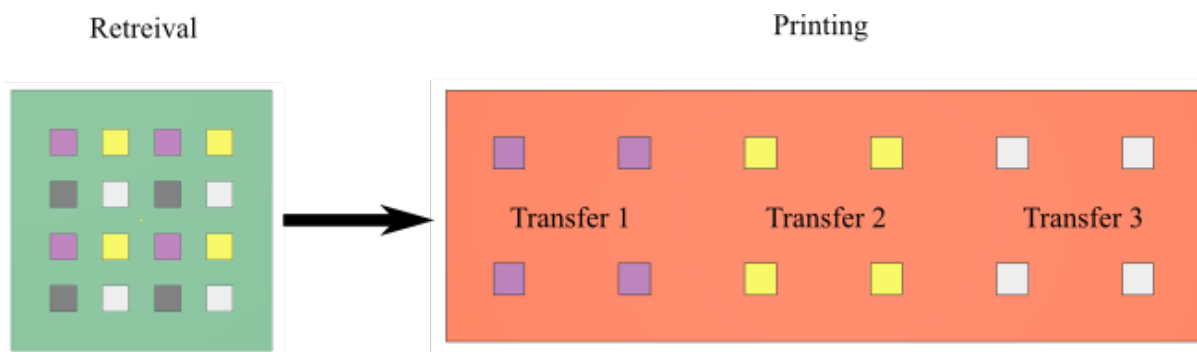 Retreival
Printing
Transfer 1
Transfer 2
Transfer 3